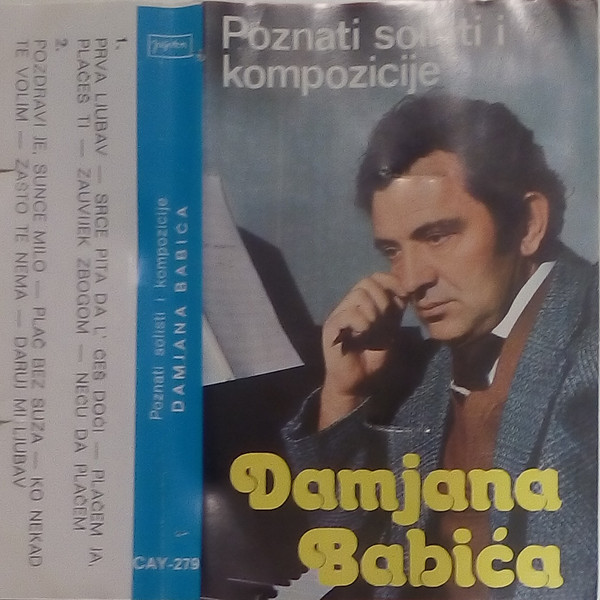 Poznati solisti i
kompozicije
Damjana
Babića
jugoton
Poznati solisti i kompozicije
DAMJANA BABIĆA
CAY-279
1.
PRVA LJUBAV — SRCE PITA DA L' ĆEŠ DOĆI — PLAČEM JA,
PLAČEŠ TI — ZAUVIJEK ZBOGOM — NEĆU DA PLAČEM
2.
POZDRAVI JE, SUNCE MILO — PLAČ BEZ SUZA — KO NEKAD
TE VOLIM — ZAŠTO TE NEMA — DARUJ MI LJUBAV